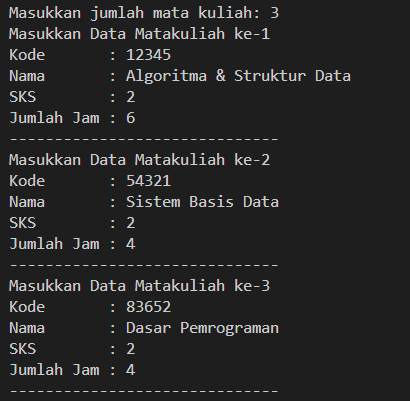 Masukkan jumlah mata kuliah: 3
Masukkan Data Matakuliah ke-1
Kode       : 12345
Nama       : Algoritma & Struktur Data
SKS        : 2
Jumlah Jam : 6
------------------------------
Masukkan Data Matakuliah ke-2
Kode       : 54321
Nama       : Sistem Basis Data
SKS        : 2
Jumlah Jam : 4
------------------------------
Masukkan Data Matakuliah ke-3
Kode       : 83652
Nama       : Dasar Pemrograman
SKS        : 2
Jumlah Jam : 4
------------------------------